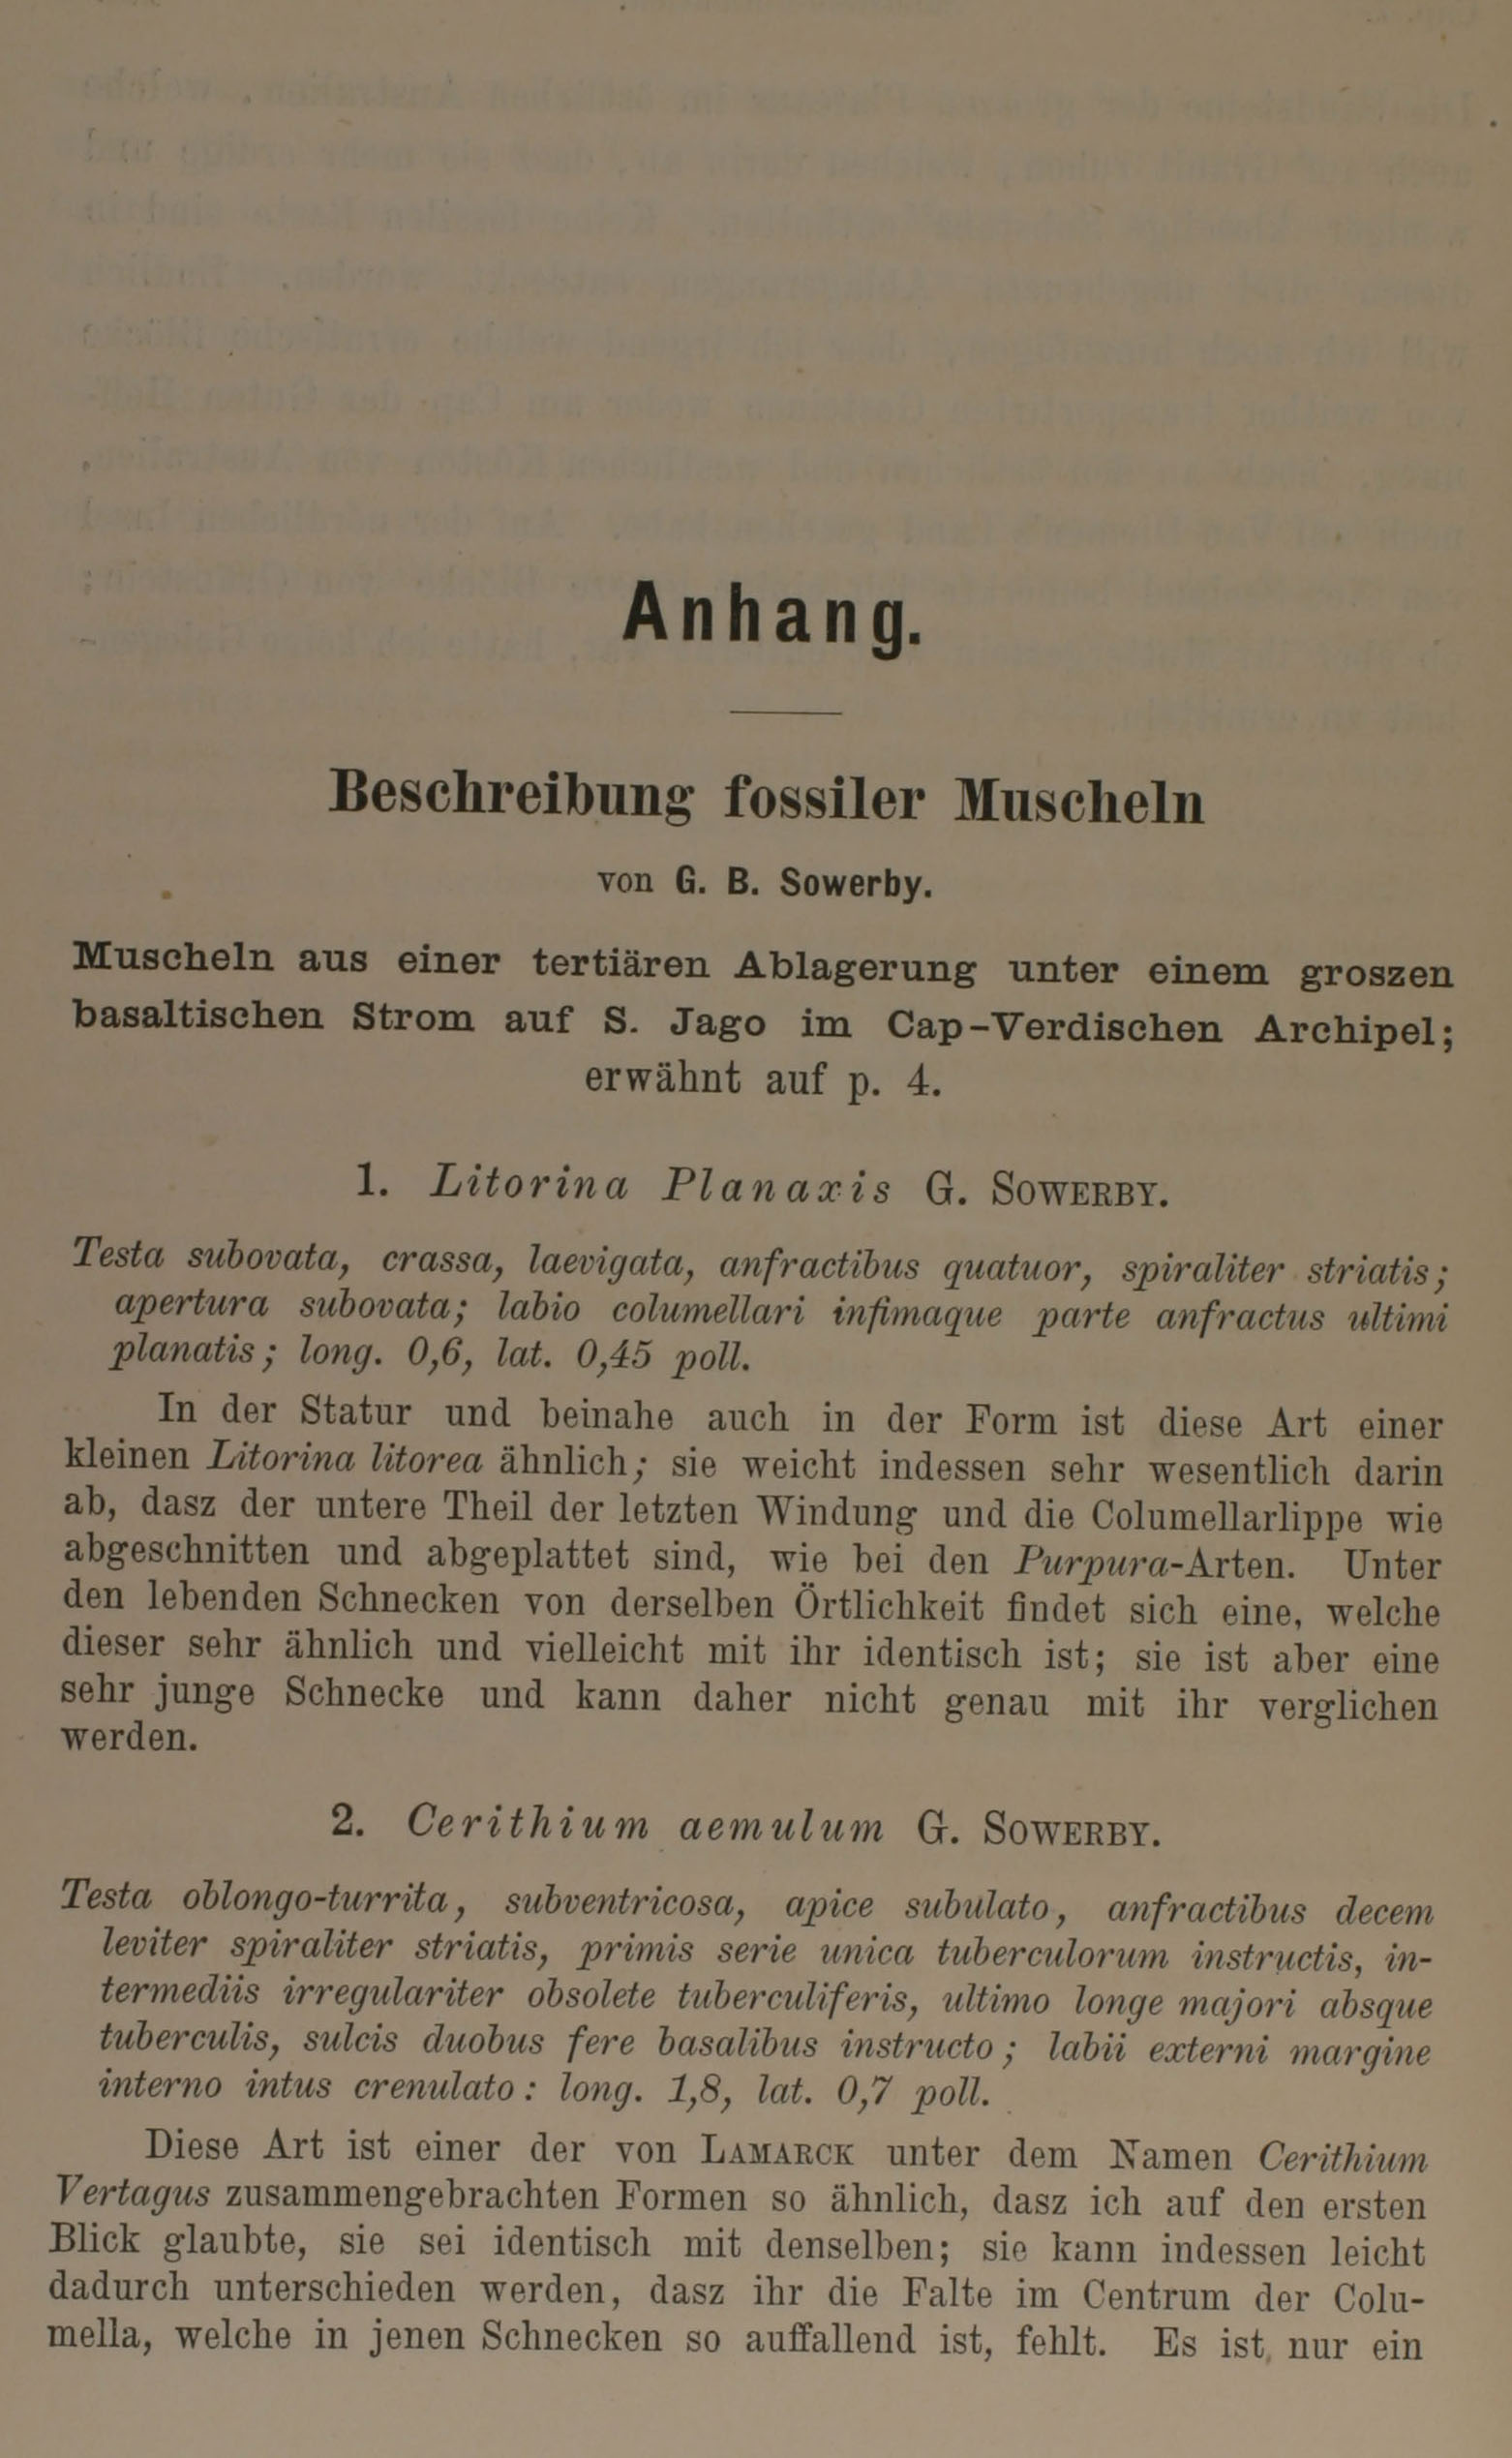 Anhang.
Beschreibung fossiler Muscheln
von G. B. Sowerby.
Muscheln aus einer tertiären Ablagerung unter einem groszen
basaltischen Strom auf S. Jago im Cap-Verdischen Archipel;
erwähnt auf p. 4.
1. Litorina Planaxis G. SOWERBY.
Testa subovata, crassa, laevigata, anfractibus quatuor, spiraliter striatis;
apertura subovata; labio columellari infimaque parte anfractus ultimi
planatis; long. 0,6, lat. 0,45 poll.
In der Statur und beinahe auch in der Form ist diese Art einer
kleinen Litorina litorea ähnlich; sie weicht indessen sehr wesentlich darin
ab, dasz der untere Theil der letzten Windung und die Columellarlippe wie
abgeschnitten und abgeplattet sind, wie bei den Purpura-Arten. Unter
den lebenden Schnecken von derselben Örtlichkeit findet sich eine, welche
dieser sehr ähnlich und vielleicht mit ihr identisch ist; sie ist aber eine
sehr junge Schnecke und kann daher nicht genau mit ihr verglichen
werden.
2. Cerithium aemulum G. SOWERBY.
Testa oblongo-turrita, subventricosa, apice subulato, anfractibus decem
leviter spiraliter striatis, primis serie unica tuberculorum instructis, in-
termediis irregulariter obsolete tuberculiferis, ultimo longe majori absque
tuberculis, sulcis duobus fere basalibus instructo; labii externi margine
interno intus crenulato: long. 1,8, lat. 0,7 poll.
Diese Art ist einer der von LAMARCK unter dem Namen Cerithium
Vertagus zusammengebrachten Formen so ähnlich, dasz ich auf den ersten
Blick glaubte, sie sei identisch mit denselben; sie kann indessen leicht
dadurch unterschieden werden, dasz ihr die Falte im Centrum der Colu-
mella, welche in jenen Schnecken so auffallend ist, fehlt. Es ist nur ein